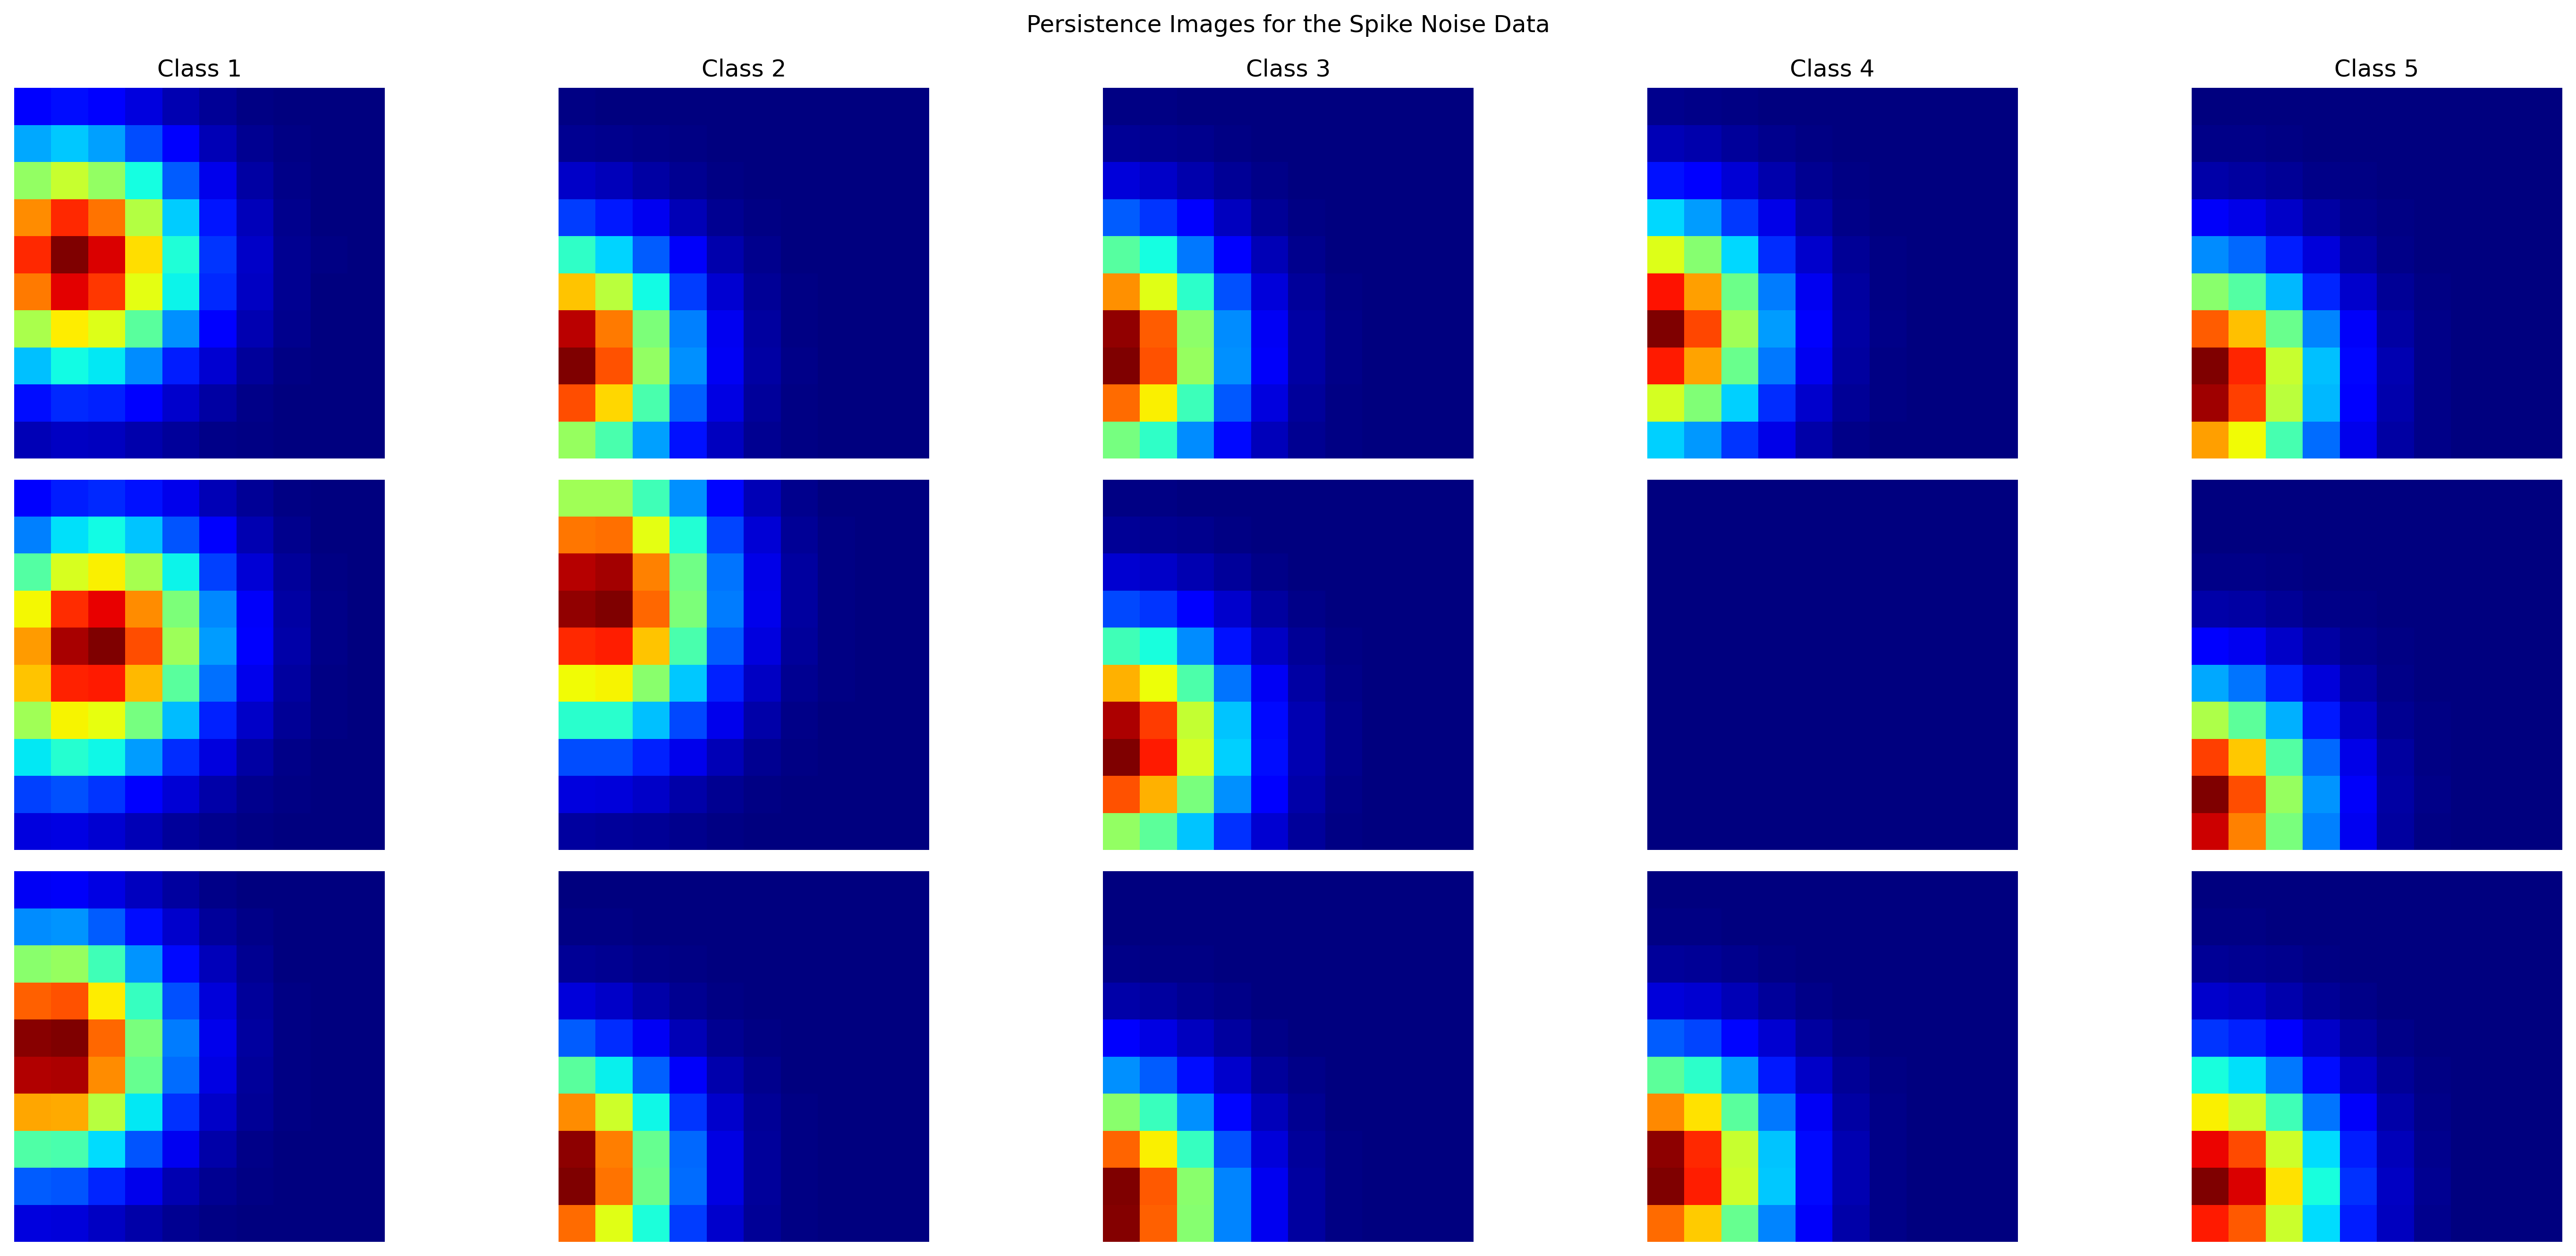 Persistence Images for the Spike Noise Data
Class 1
Class 2
Class 3
Class 4
Class 5